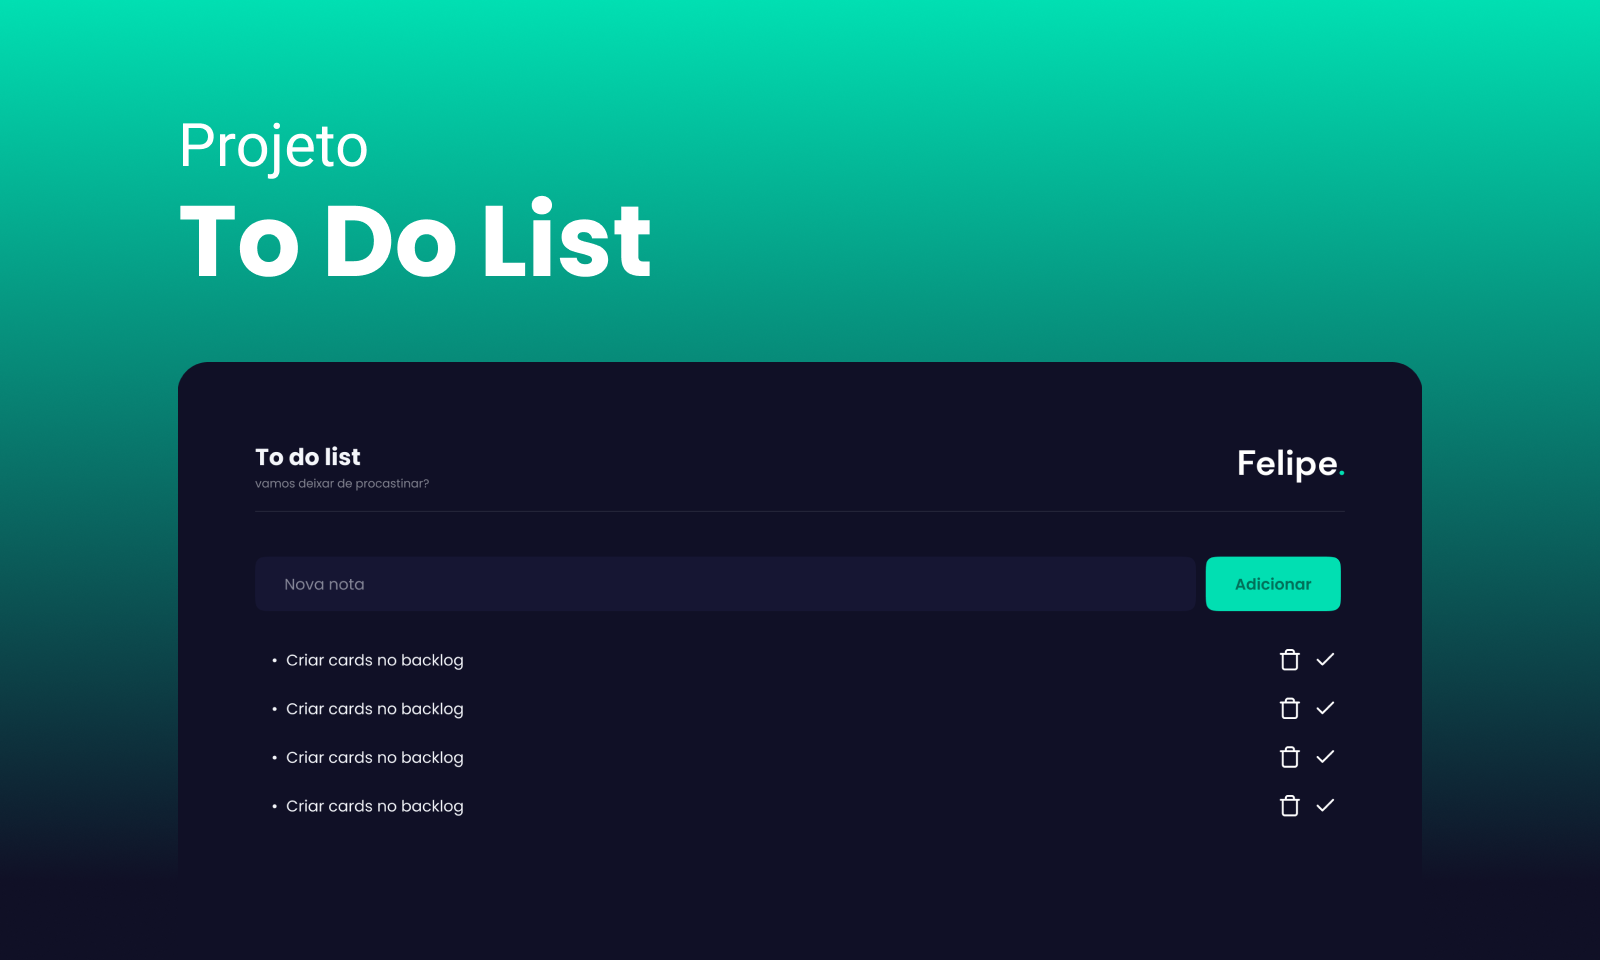 Projeto
To Do List
To do list
vamos deixar de procastinar?
Felipe.
Nova nota
Adicionar
• Criar cards no backlog
• Criar cards no backlog
• Criar cards no backlog
• Criar cards no backlog